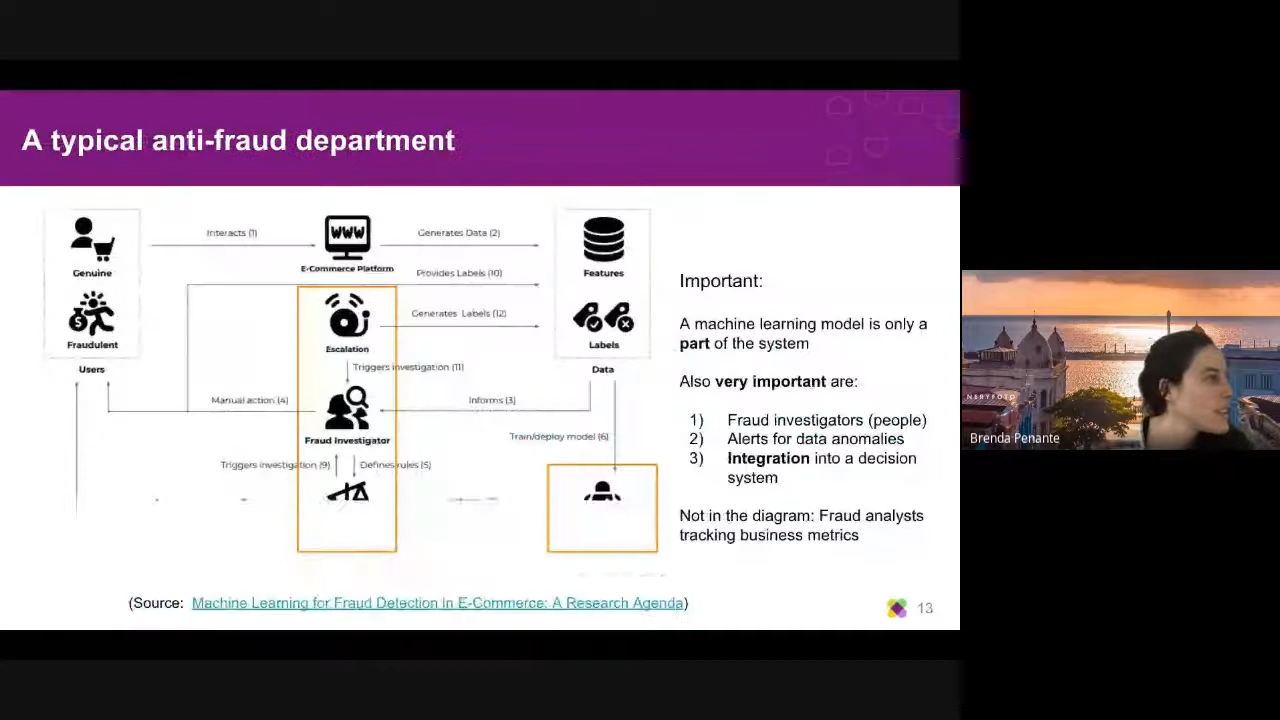 A typical anti-fraud department
Interacts (1)
Generates Data (2)
Genuine
E-Commerce Platform
Features
Provides Labels (10)
Generates Labels (12)
Fraudulent
Escalation
Labels
Users
Triggers investigation (11)
Data
Manual action (4)
Informs (3)
Fraud Investigator
Train/deploy model (6)
Triggers investigation (9)
Defines rules (5)
Important:
A machine learning model is only a
part of the system
Also very important are:
1) Fraud investigators (people)
2) Alerts for data anomalies
3) Integration into a decision
system
Not in the diagram: Fraud analysts
tracking business metrics
(Source: Machine Learning for Fraud Detection in E-Commerce: A Research Agenda)
13
WWW
NERYFOTO
Brenda Penante